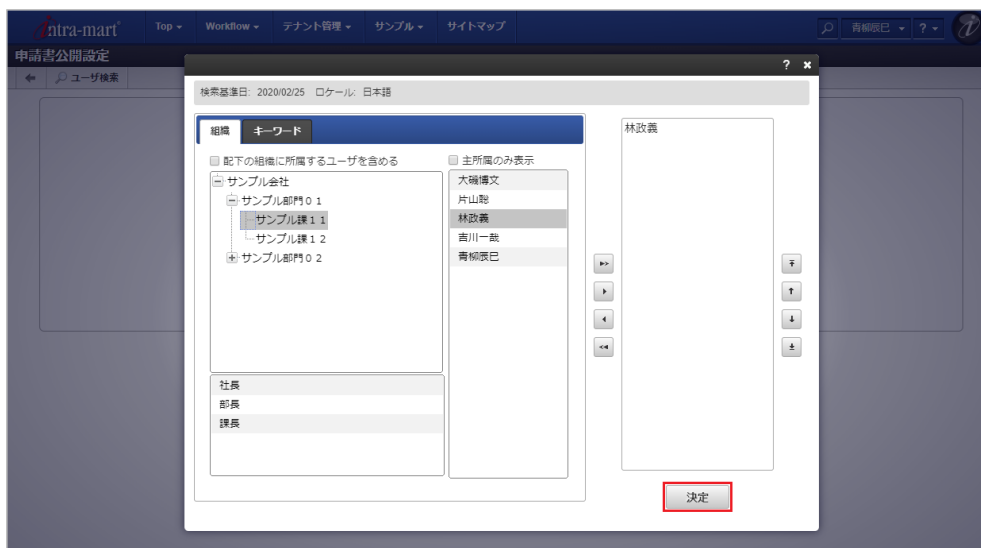 intra-mart Top Workflow テナント管理 サンプル サイトマップ 青柳辰巳 ?
申請書公開設定
ユーザ検索
?
検索基準日: 2020/02/25 ロケール: 日本語
組織 キーワード
配下の組織に所属するユーザを含める
主所属のみ表示
サンプル会社
サンプル部門01
サンプル課11
サンプル課12
サンプル部門02
大磯博文
片山聡
林政義
吉川一哉
青柳辰巳
社長
部長
課長
林政義
決定